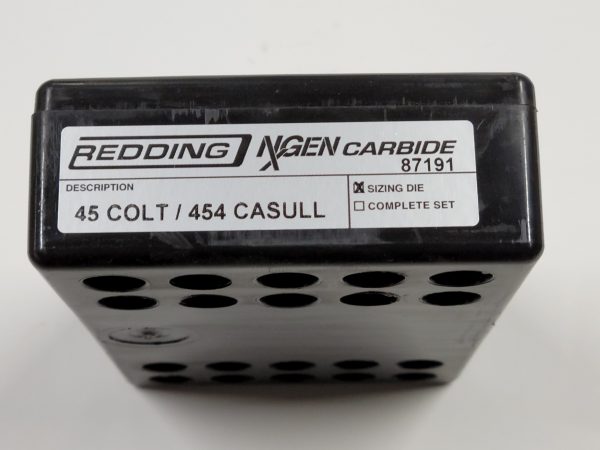 REDDING NXGEN CARBIDE
87191
DESCRIPTION
45 COLT / 454 CASULL
SIZING DIE
COMPLETE SET